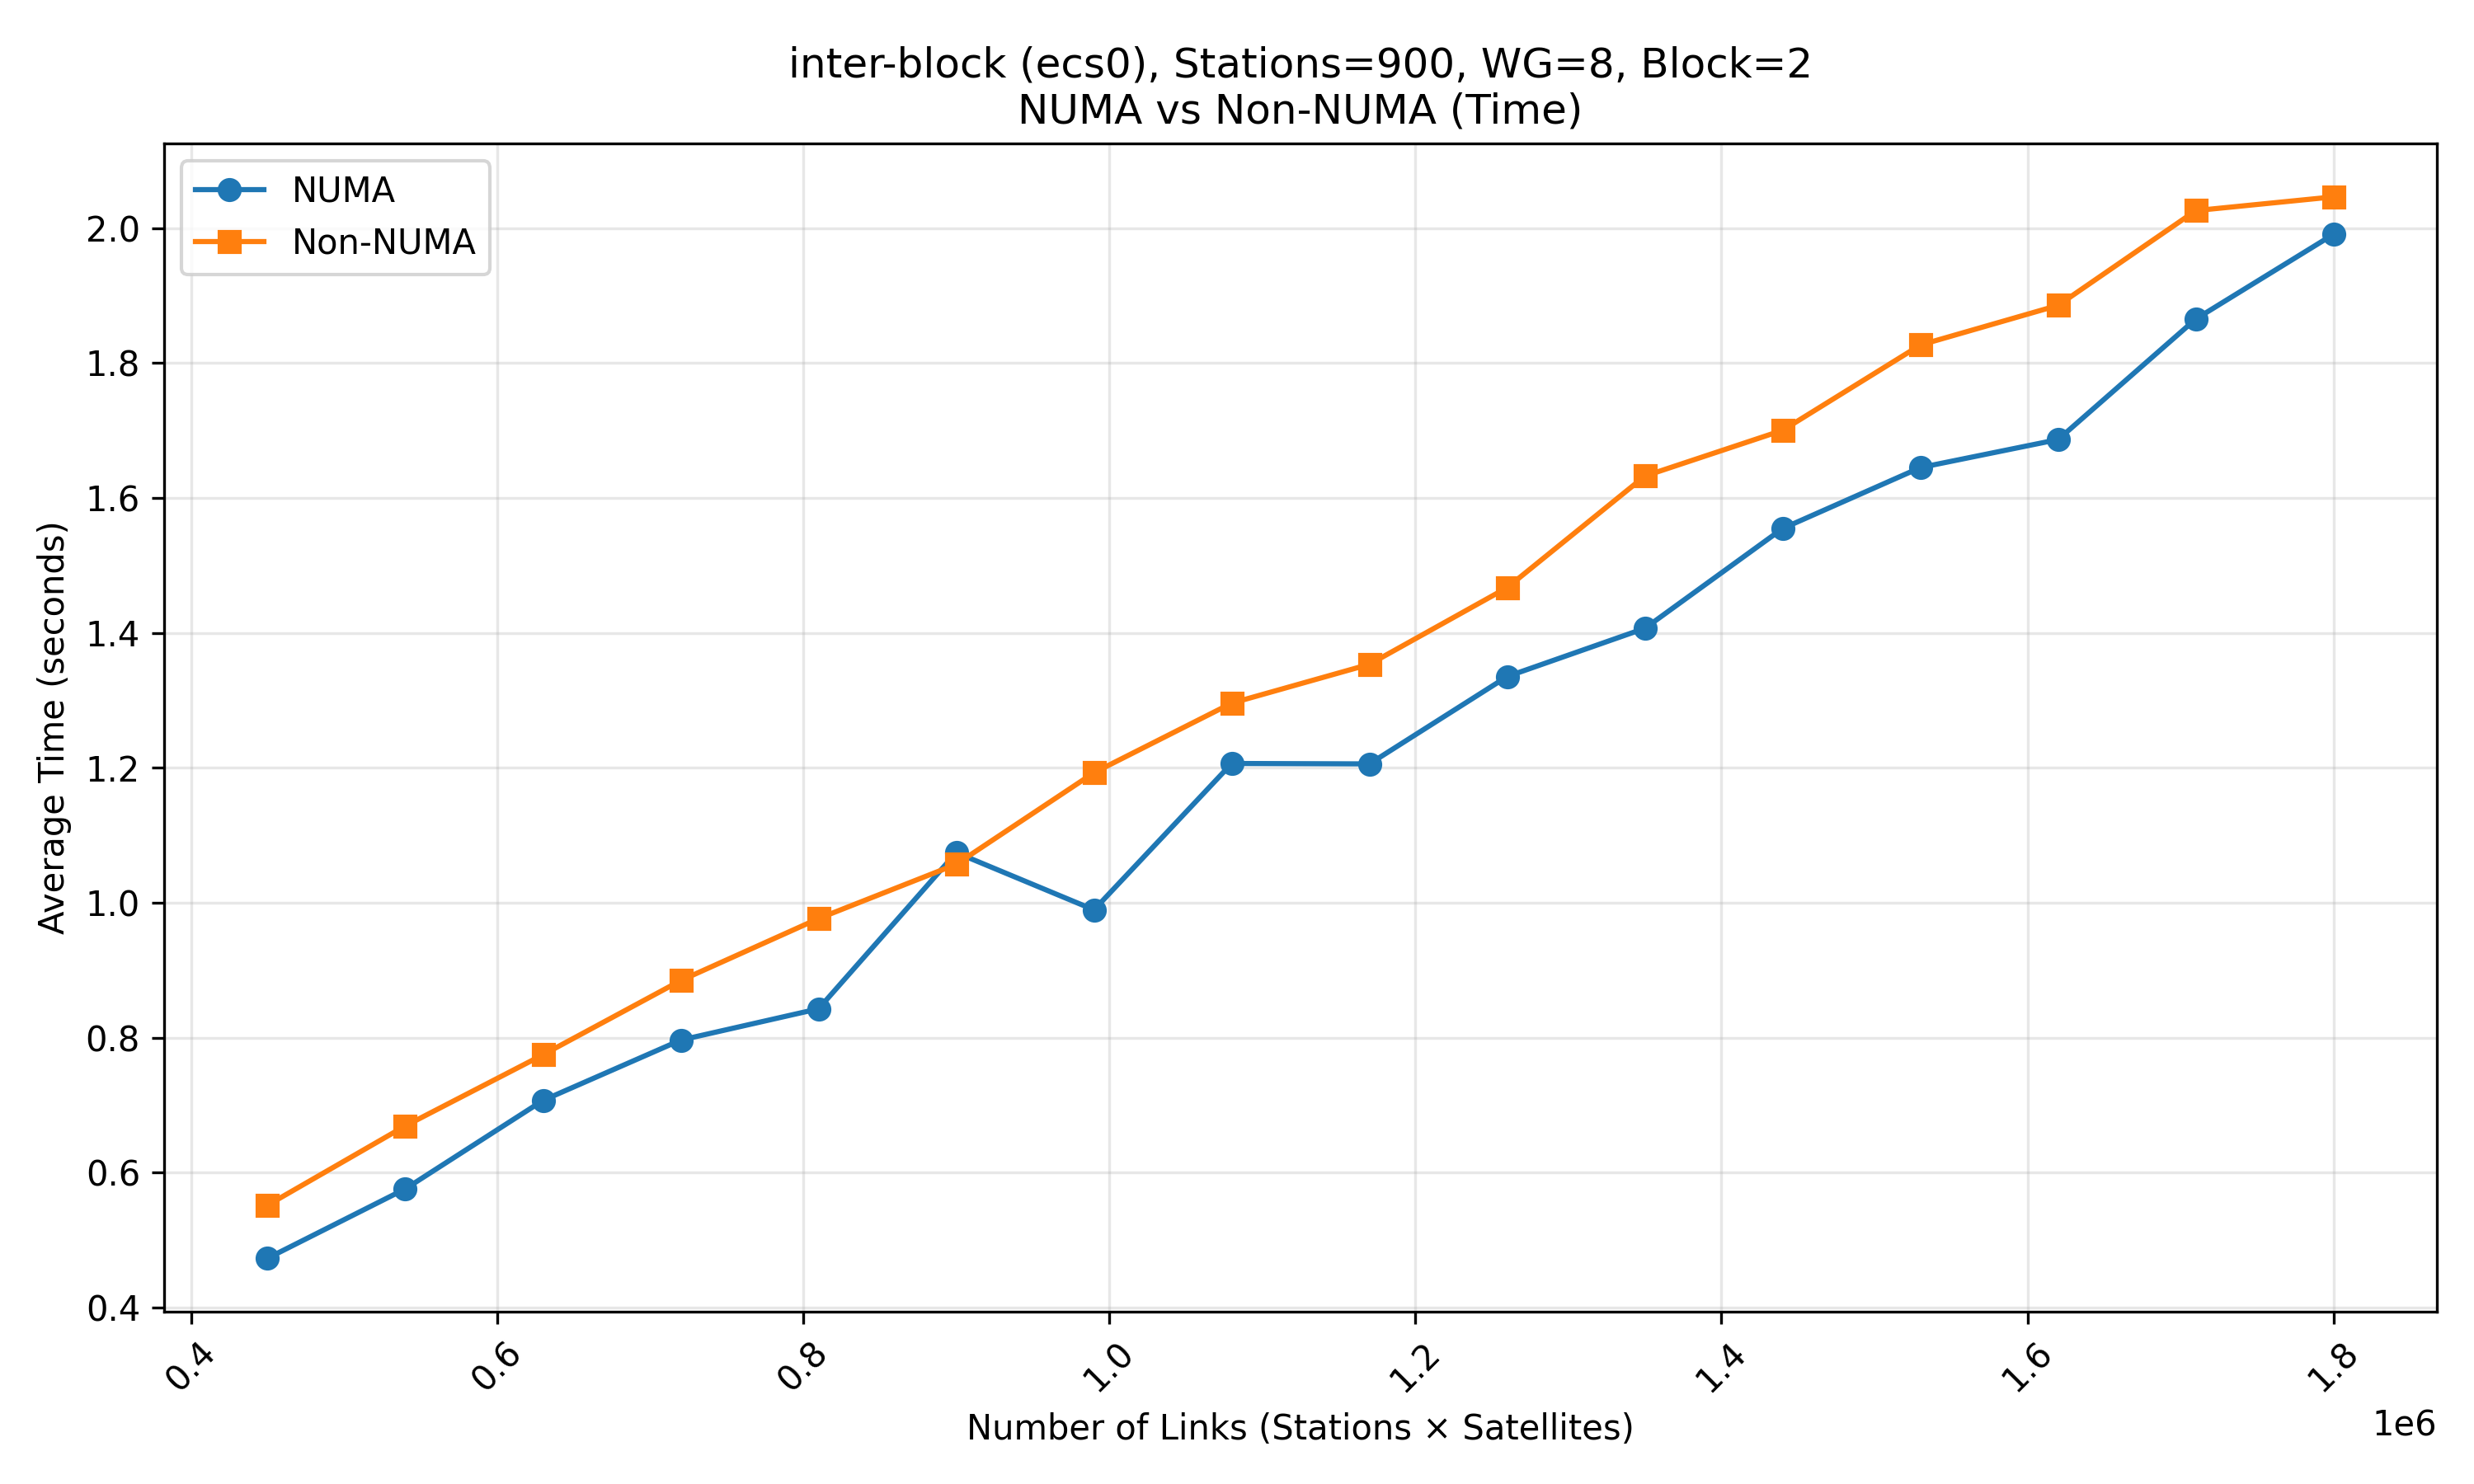 inter-block (ecs0), Stations=900, WG=8, Block=2
NUMA vs Non-NUMA (Time)
NUMA
Non-NUMA
Average Time (seconds)
2.0
1.8
1.6
1.4
1.2
1.0
0.8
0.6
0.4
0.4
0.6
0.8
1.0
1.2
1.4
1.6
1.8
1e6
Number of Links (Stations × Satellites)